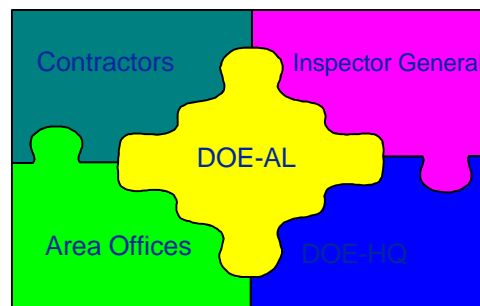 Contractors
Inspector Genera
DOE-AL
Area Offices
DOE-HQ